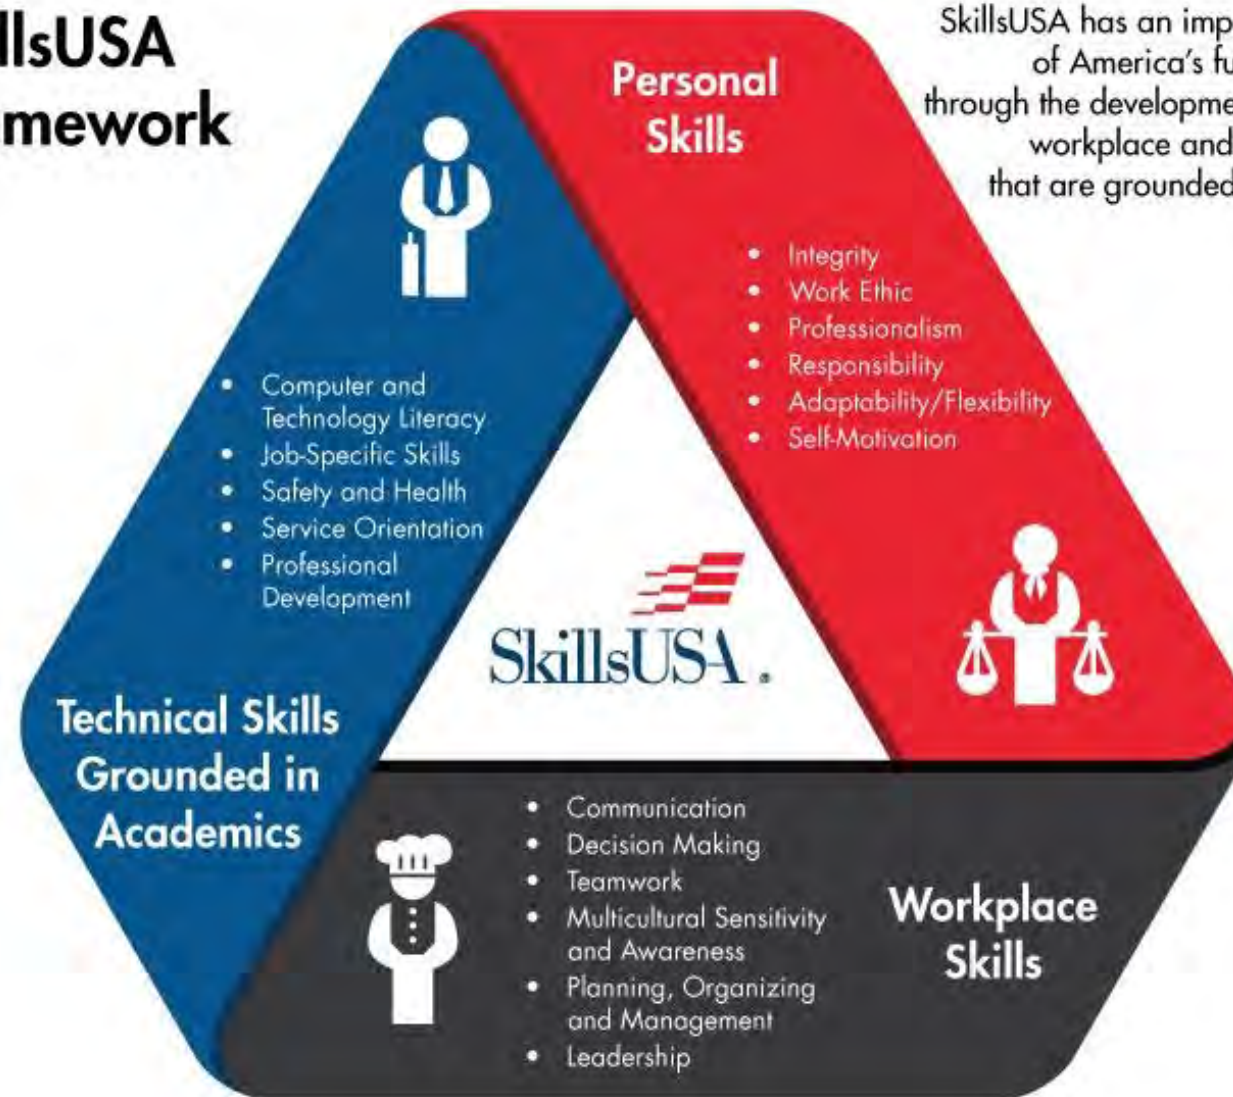 llsUSA
mework
SkillsUSA has an imp
of America's fu
through the developme
workplace and
that are grounded
Personal
Skills
• Integrity
• Work Ethic
• Professionalism
• Responsibility
• Adaptability/Flexibility
• Self-Motivation
• Computer and
Technology Literacy
• Job-Specific Skills
• Safety and Health
• Service Orientation
• Professional
Development
Technical Skills
Grounded in
Academics
SkillsUSA®
• Communication
• Decision Making
• Teamwork
• Multicultural Sensitivity
and Awareness
• Planning, Organizing
and Management
• Leadership
Workplace
Skills